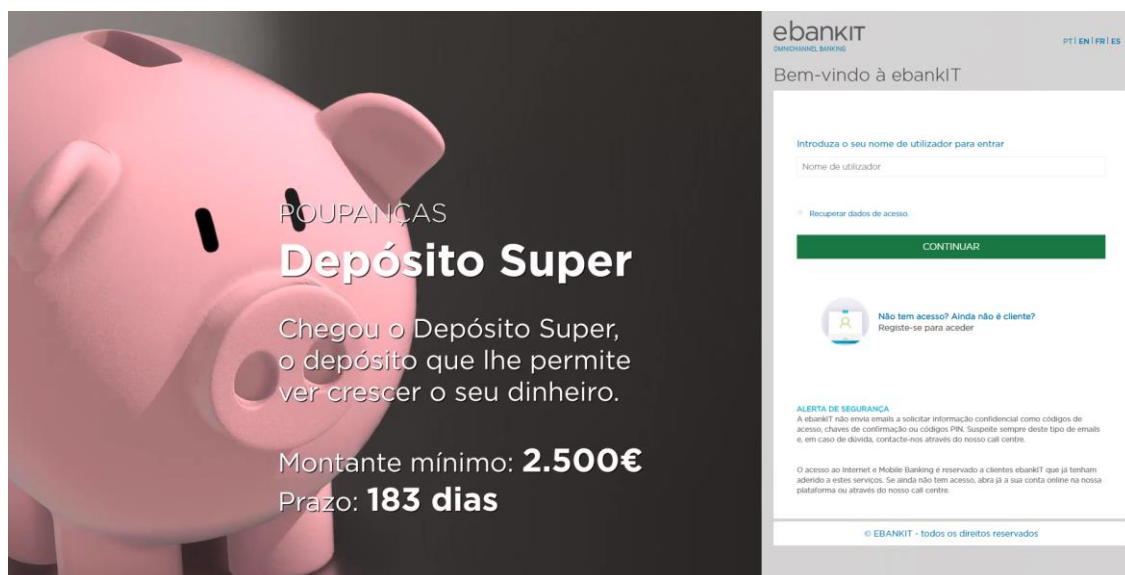 POUPANÇAS
Depósito Super
Chegou o Depósito Super,
o depósito que lhe permite
ver crescer o seu dinheiro.
Montante mínimo: 2.500€
Prazo: 183 dias
ebankIT
OMNICHANNEL BANKING
PT | EN | FR | ES
Bem-vindo à ebankIT
Introduza o seu nome de utilizador para entrar
Nome de utilizador
Recuperar dados de acesso.
CONTINUAR
Não tem acesso? Ainda não é cliente?
Registe-se para aceder
ALERTA DE SEGURANÇA
A ebankIT não envia emails a solicitar informação confidencial como códigos de
acesso, chaves de confirmação ou códigos PIN. Suspeite sempre deste tipo de emails
e, em caso de dúvida, contacte-nos através do nosso call centre.
O acesso ao Internet e Mobile Banking é reservado a clientes ebankIT que já tenham
aderido a estes serviços. Se ainda não tem acesso, abra já a sua conta online na nossa
plataforma ou através do nosso call centre.
© EBANKIT - todos os direitos reservados